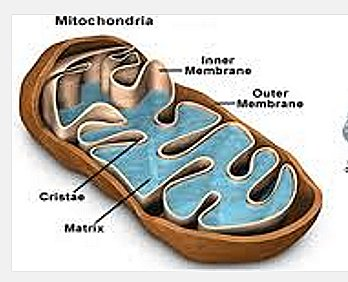 Mitochondria
Inner
Membrane
Outer
Membrane
Cristae
Matrix